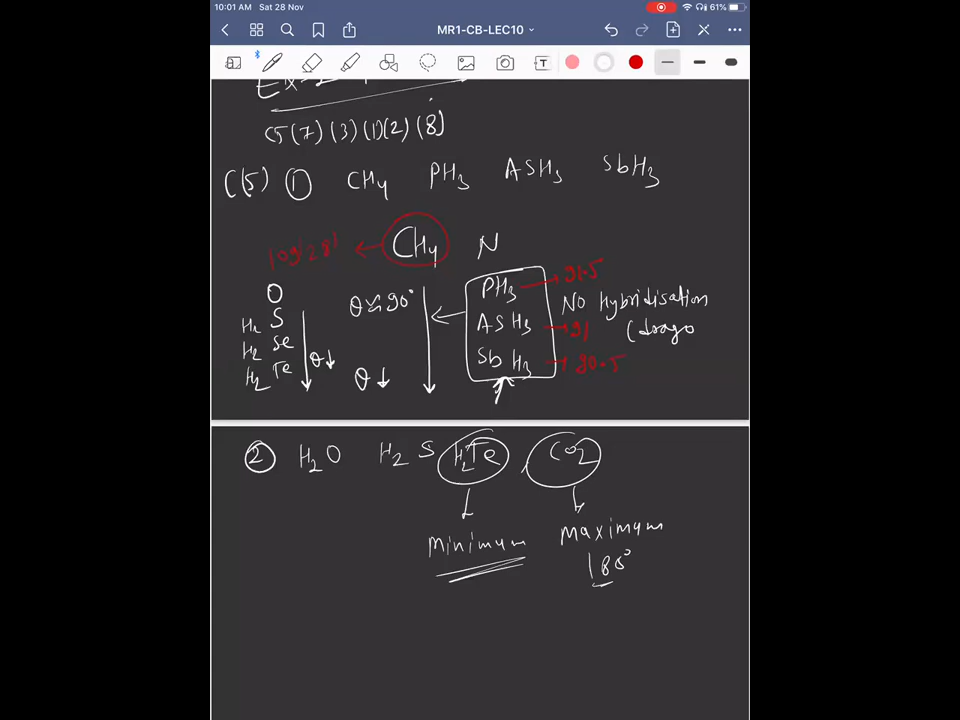 10:01 AM Sat 28 Nov
61%
MR1-CB-LEC10
T
C5 (7) (3) (1) (2) (8)
C(5) ① CH4 PH3 ASH3 SbH3
109°28' ← CH4 N
O
H2 S
H2 Se
H2 Te
θ↓
θ≈90°
θ↓
PH3 → 91.5
ASH3 → 91
SbH3 → 90.5
No hybridisation
(drago
② H2O H2S H2Te CO2
Minimum Maximum
180°